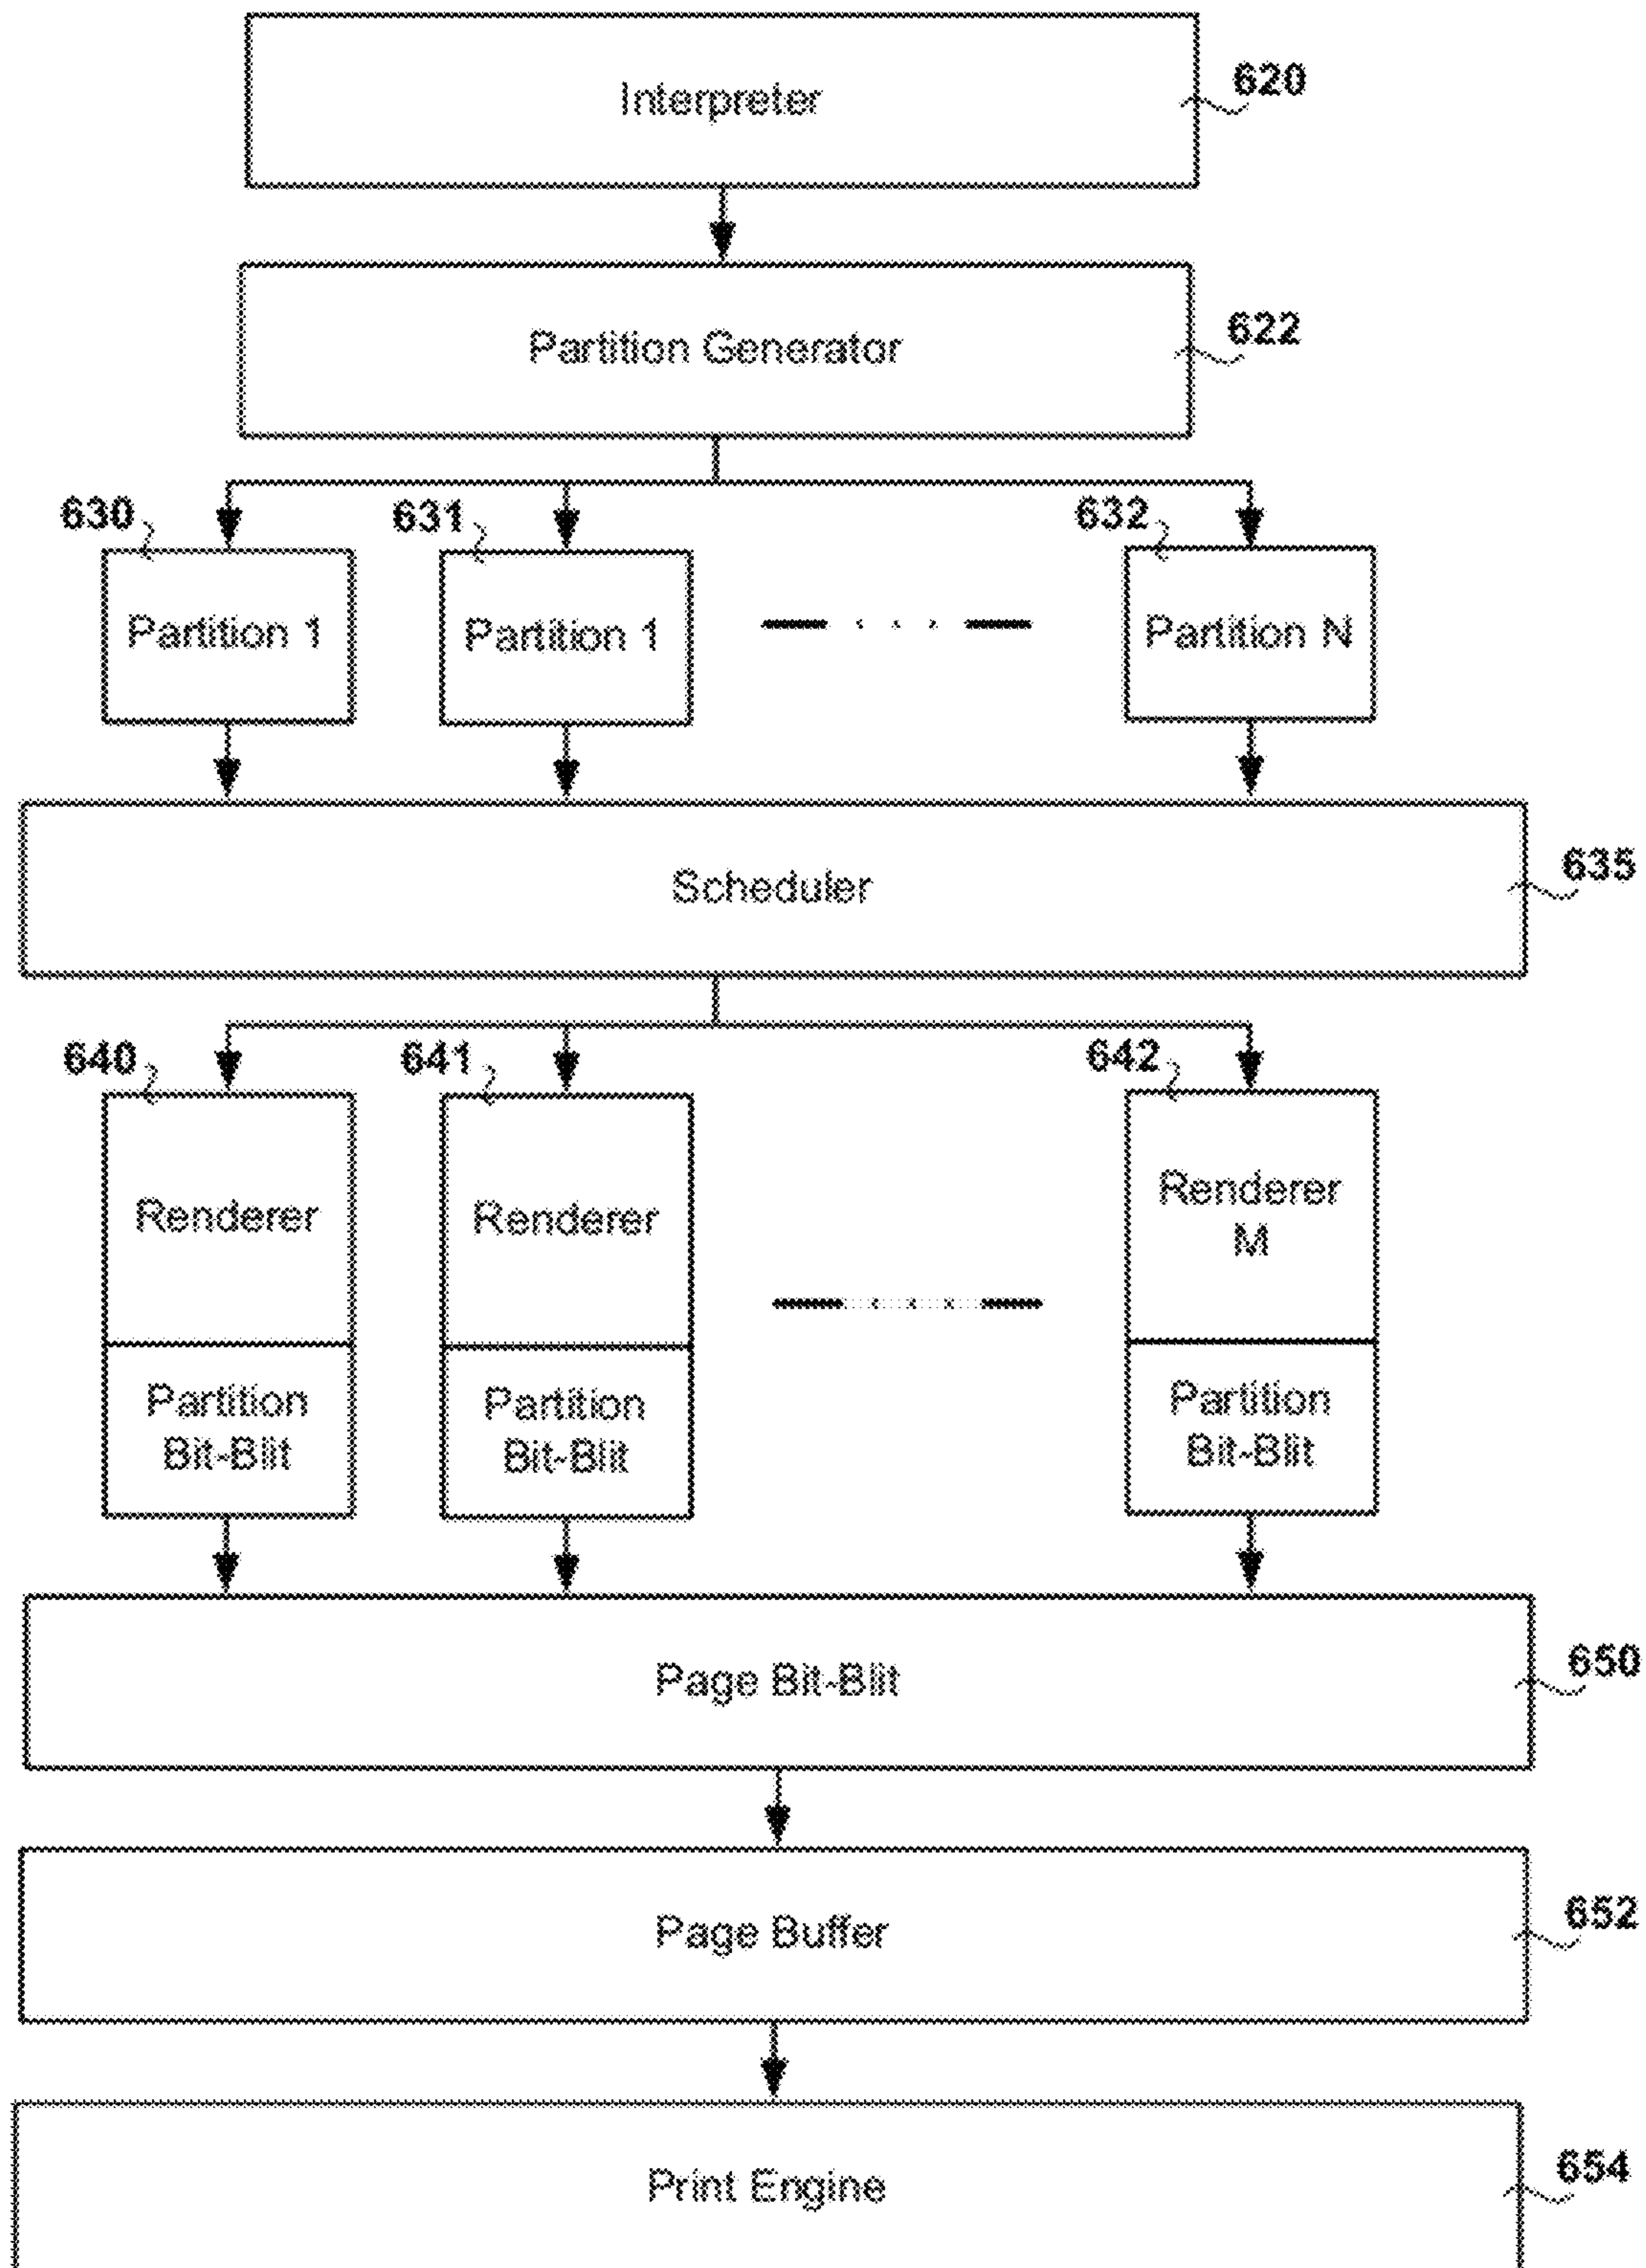 Interpreter
620
Partition Generator
622
630
631
632
Partition 1
Partition 1
Partition N
Scheduler
635
640
641
642
Renderer
Renderer
Renderer
M
Partition
Bit-Blit
Partition
Bit-Blit
Partition
Bit-Blit
Page Bit-Blit
650
Page Buffer
652
Print Engine
654